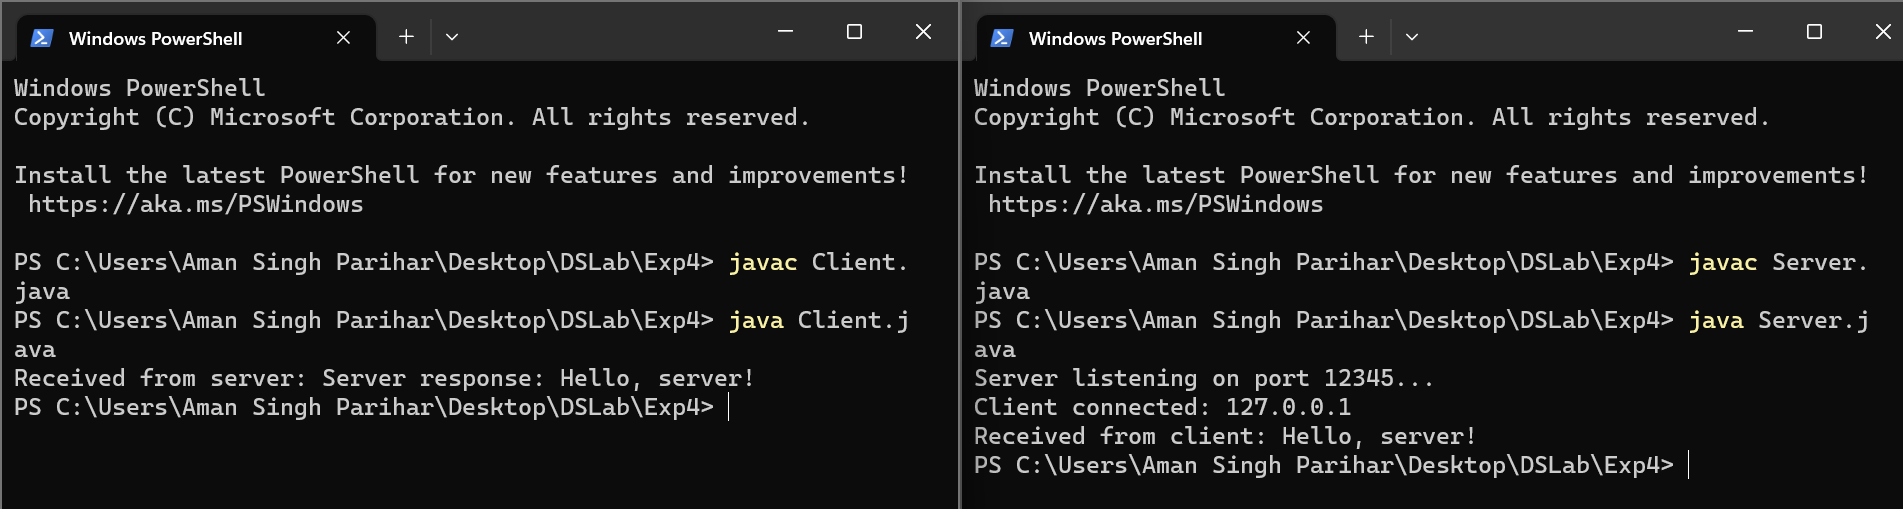 Windows PowerShell
Windows PowerShell
Copyright (C) Microsoft Corporation. All rights reserved.
Install the latest PowerShell for new features and improvements!
https://aka.ms/PSWindows
PS C:\Users\Aman Singh Parihar\Desktop\DSLab\Exp4> javac Client.
java
PS C:\Users\Aman Singh Parihar\Desktop\DSLab\Exp4> java Client.j
ava
Received from server: Server response: Hello, server!
PS C:\Users\Aman Singh Parihar\Desktop\DSLab\Exp4>
Windows PowerShell
Windows PowerShell
Copyright (C) Microsoft Corporation. All rights reserved.
Install the latest PowerShell for new features and improvements!
https://aka.ms/PSWindows
PS C:\Users\Aman Singh Parihar\Desktop\DSLab\Exp4> javac Server.
java
PS C:\Users\Aman Singh Parihar\Desktop\DSLab\Exp4> java Server.j
ava
Server listening on port 12345...
Client connected: 127.0.0.1
Received from client: Hello, server!
PS C:\Users\Aman Singh Parihar\Desktop\DSLab\Exp4>